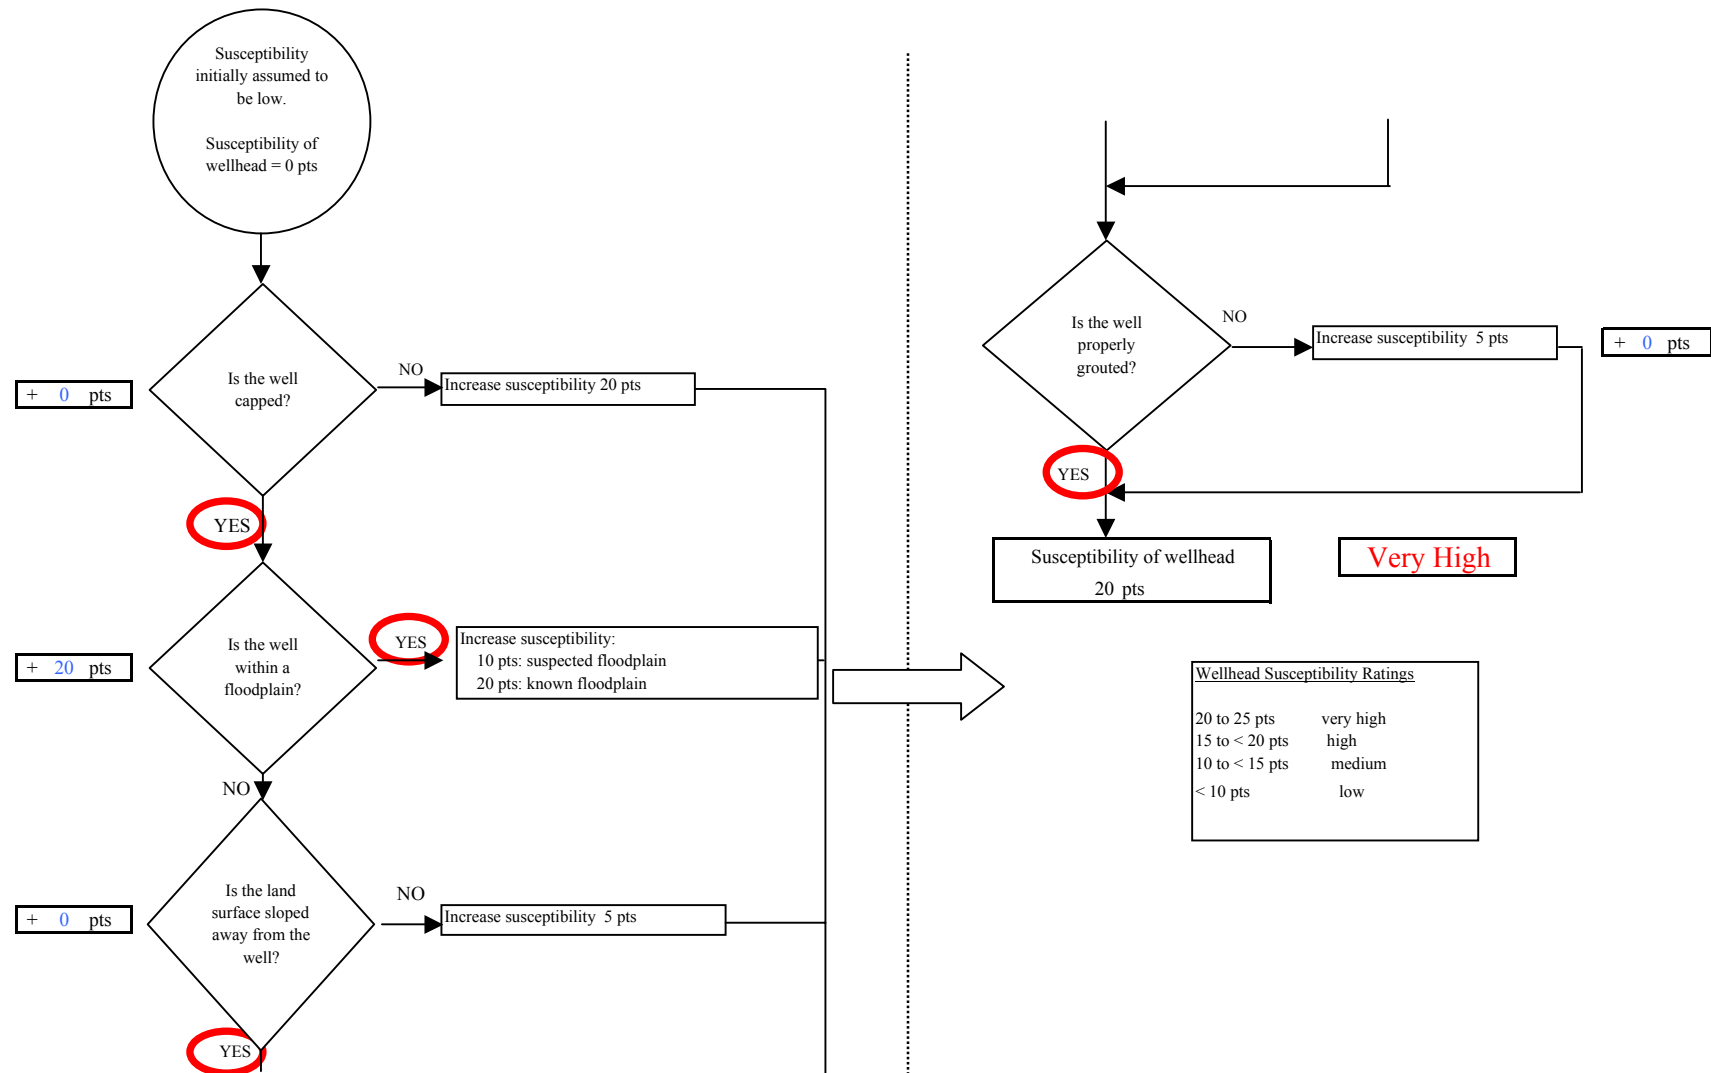 Susceptibility
initially assumed to
be low.
Susceptibility of
wellhead = 0 pts
Is the well
capped?
NO
Increase susceptibility 20 pts
+ 0 pts
YES
Is the well
within a
floodplain?
YES
Increase susceptibility:
10 pts: suspected floodplain
20 pts: known floodplain
+ 20 pts
NO
Is the land
surface sloped
away from the
well?
NO
Increase susceptibility 5 pts
+ 0 pts
YES
Is the well
properly
grouted?
NO
Increase susceptibility 5 pts
+ 0 pts
YES
Susceptibility of wellhead
20 pts
Very High
Wellhead Susceptibility Ratings
20 to 25 pts very high
15 to < 20 pts high
10 to < 15 pts medium
< 10 pts low